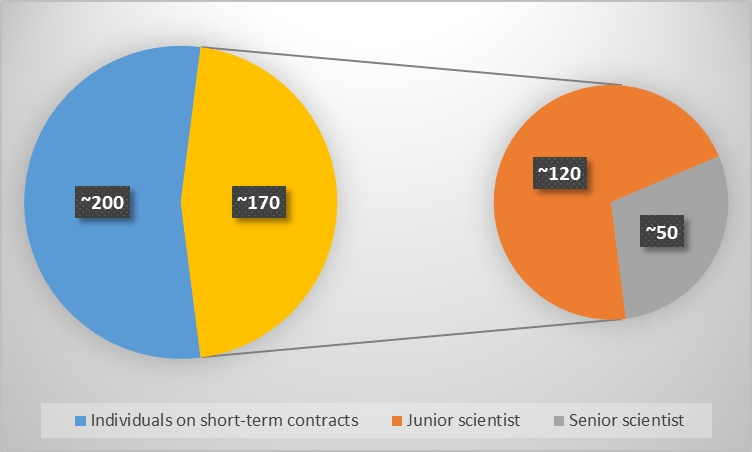 ~200
~170
~120
~50
Individuals on short-term contracts
Junior scientist
Senior scientist